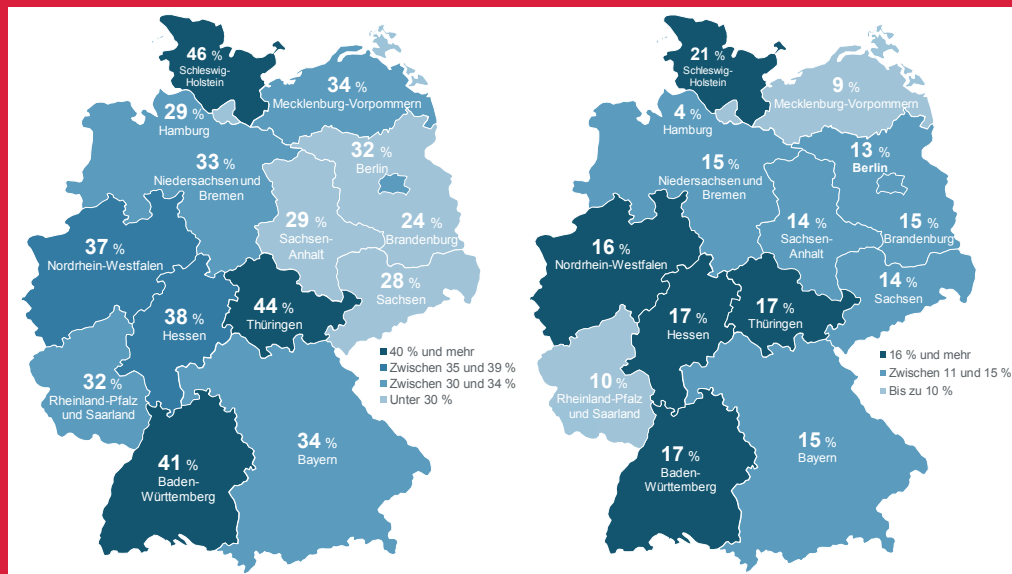 46 %
Schleswig-
Holstein
34 %
Mecklenburg-Vorpommern
29 %
Hamburg
32 %
Berlin
33 %
Niedersachsen und
Bremen
29 %
Sachsen-
Anhalt
24 %
Brandenburg
37 %
Nordrhein-Westfalen
28 %
Sachsen
44 %
Thüringen
38 %
Hessen
32 %
Rheinland-Pfalz
und Saarland
34 %
Bayern
41 %
Baden-
Württemberg
40 % und mehr
Zwischen 35 und 39 %
Zwischen 30 und 34 %
Unter 30 %
21 %
Schleswig-
Holstein
9 %
Mecklenburg-Vorpommern
4 %
Hamburg
13 %
Berlin
15 %
Niedersachsen und
Bremen
14 %
Sachsen-
Anhalt
15 %
Brandenburg
16 %
Nordrhein-Westfalen
14 %
Sachsen
17 %
Hessen
17 %
Thüringen
10 %
Rheinland-Pfalz
und Saarland
15 %
Bayern
17 %
Baden-
Württemberg
16 % und mehr
Zwischen 11 und 15 %
Bis zu 10 %